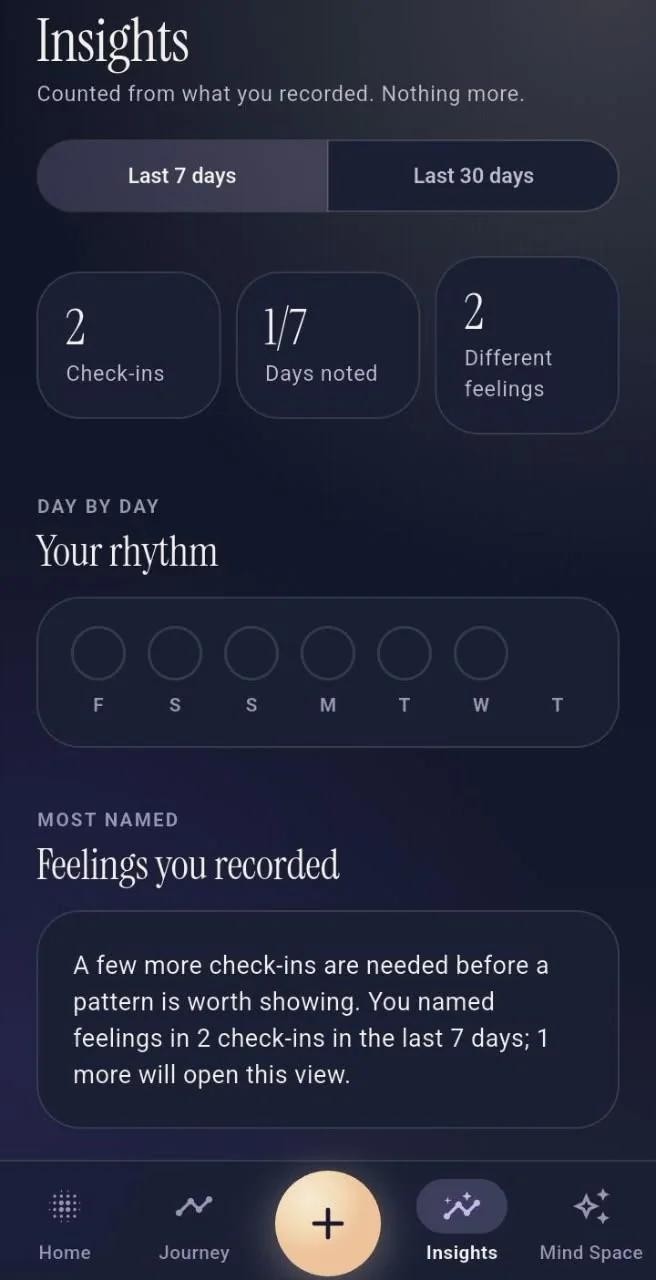 Insights
Counted from what you recorded. Nothing more.
Last 7 days
Last 30 days
2
Check-ins
1/7
Days noted
2
Different
feelings
DAY BY DAY
Your rhythm
F S S M T W T
MOST NAMED
Feelings you recorded
A few more check-ins are needed before a
pattern is worth showing. You named
feelings in 2 check-ins in the last 7 days; 1
more will open this view.
Home
Journey
Insights
Mind Space